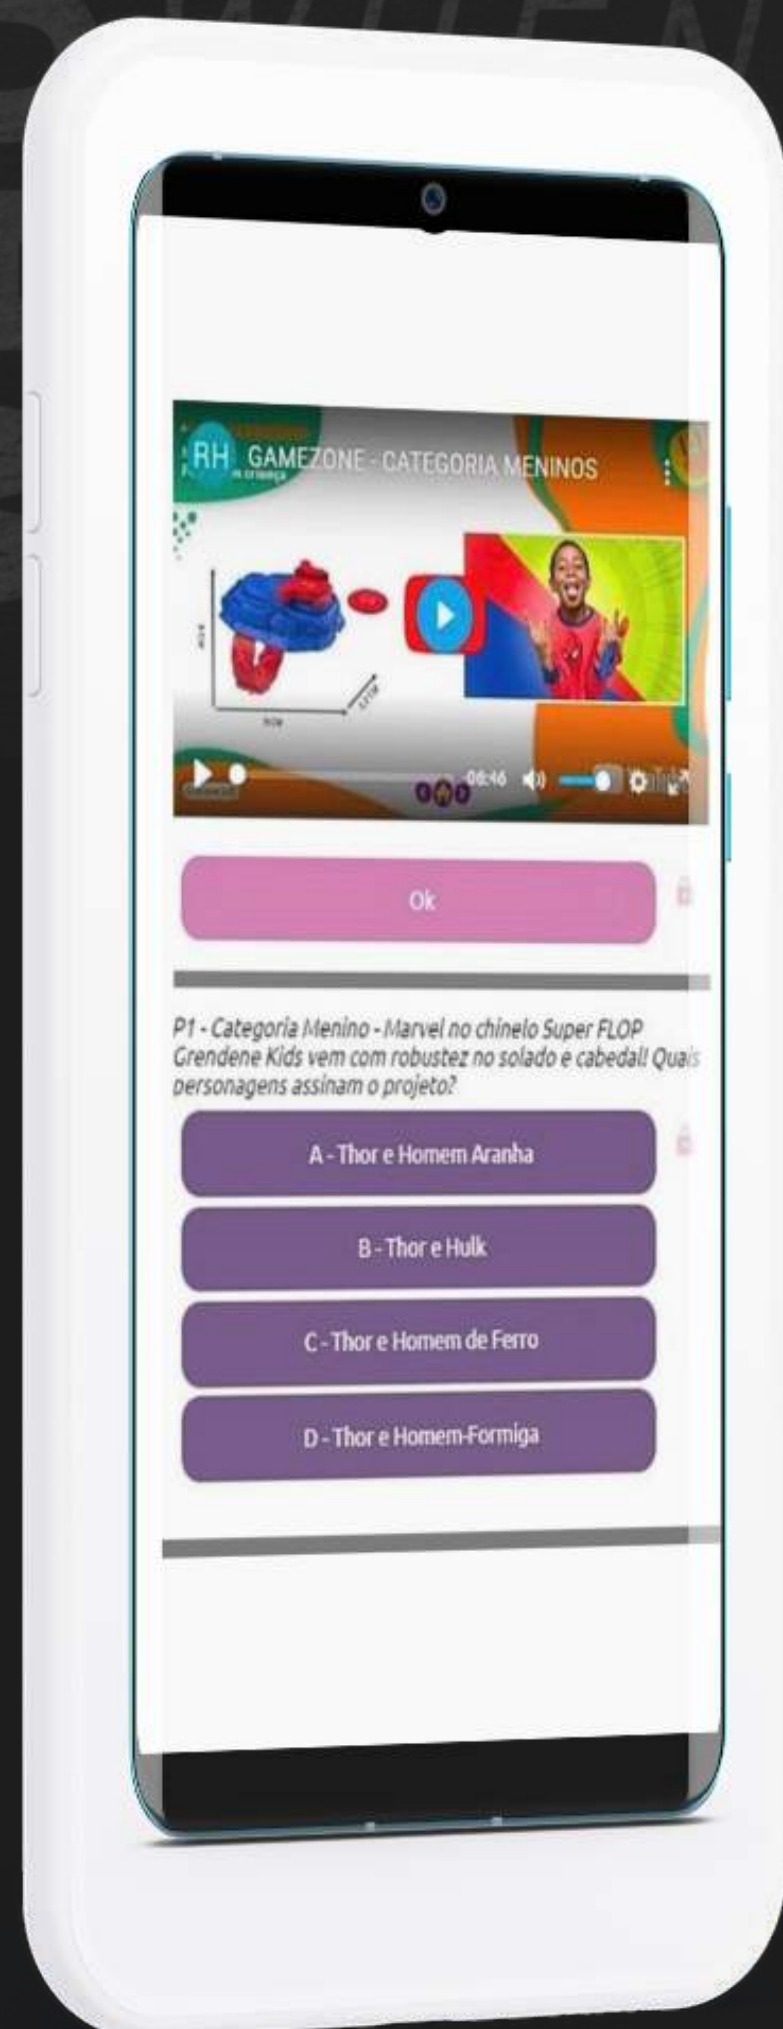 RH GAMEZONE - CATEGORIA MENINOS
08:46
Ok
P1 - Categoria Menino - Marvel no chinelo Super FLOP
Grendene Kids vem com robustez no solado e cabedal! Quais
personagens assinam o projeto?
A - Thor e Homem Aranha
B - Thor e Hulk
C - Thor e Homem de Ferro
D - Thor e Homem-Formiga